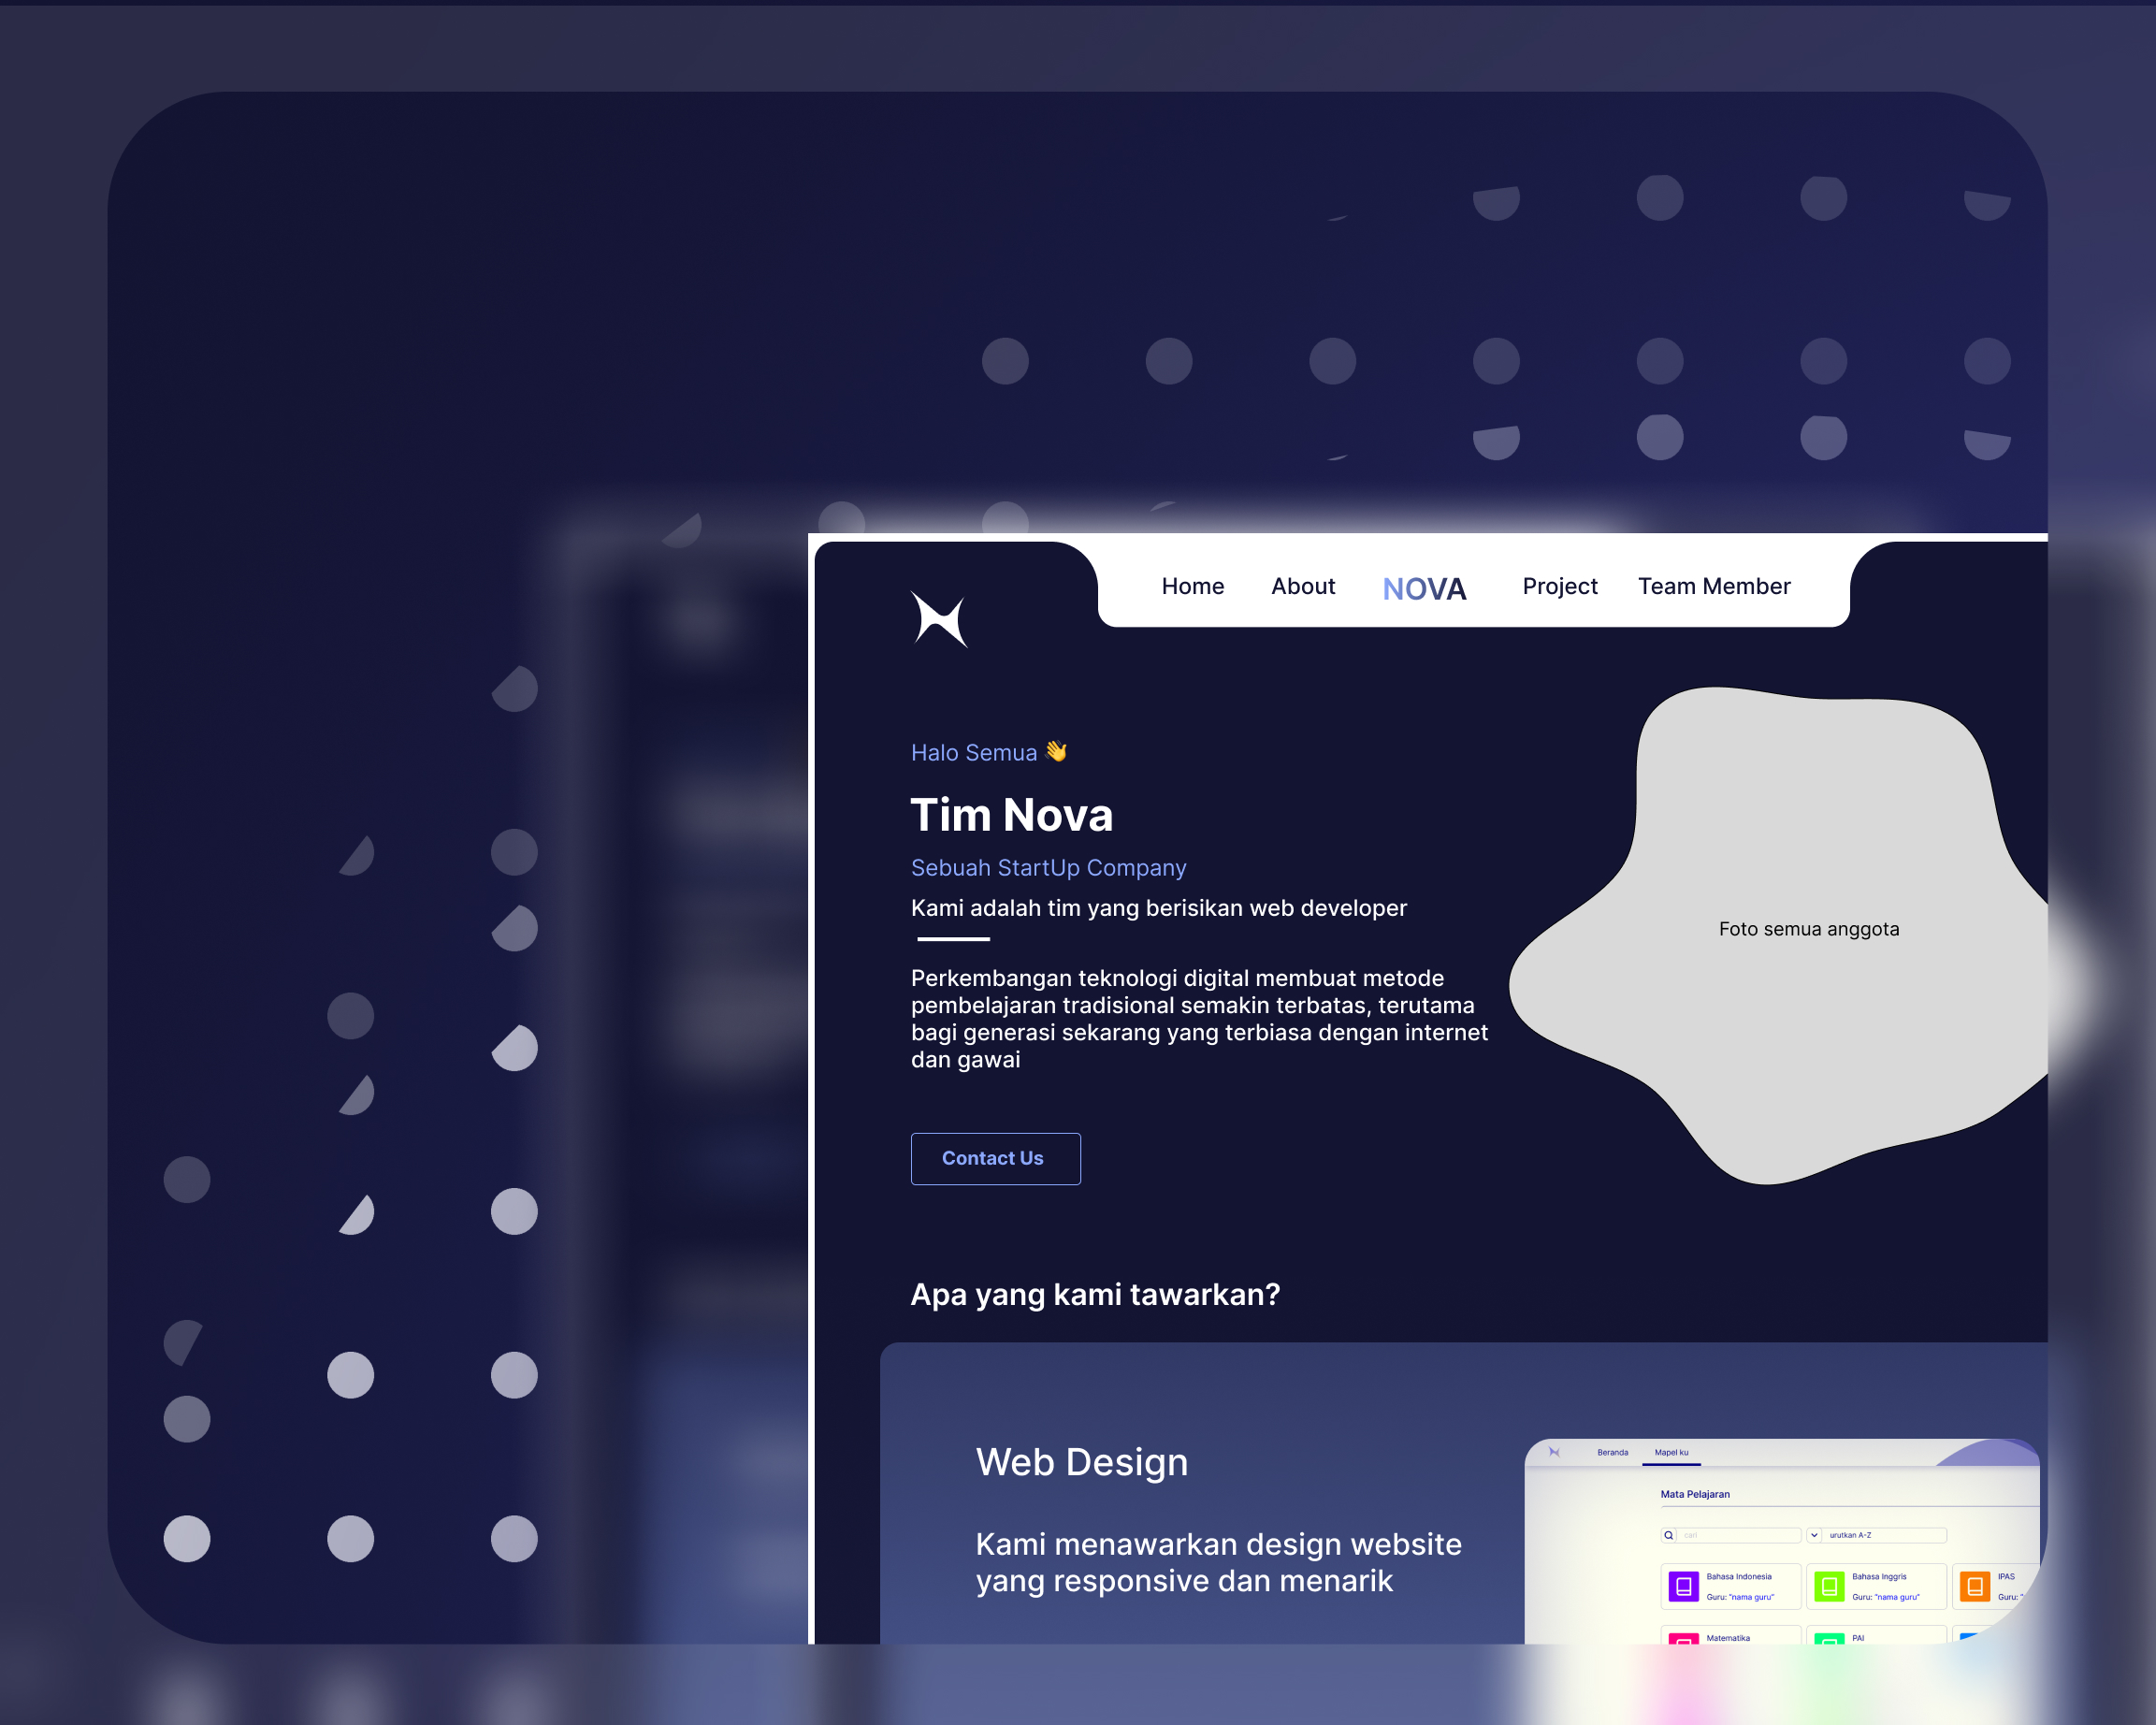 Home About NOVA Project Team Member
Halo Semua 👋
Tim Nova
Sebuah StartUp Company
Kami adalah tim yang berisikan web developer
Perkembangan teknologi digital membuat metode
pembelajaran tradisional semakin terbatas, terutama
bagi generasi sekarang yang terbiasa dengan internet
dan gawai
Contact Us
Foto semua anggota
Apa yang kami tawarkan?
Web Design
Kami menawarkan design website
yang responsive dan menarik
Beranda Mapel ku
Mata Pelajaran
cari
urutkan A-Z
Bahasa Indonesia
Guru: "nama guru"
Bahasa Inggris
Guru: "nama guru"
IPAS
Guru: "
Matematika
PAI